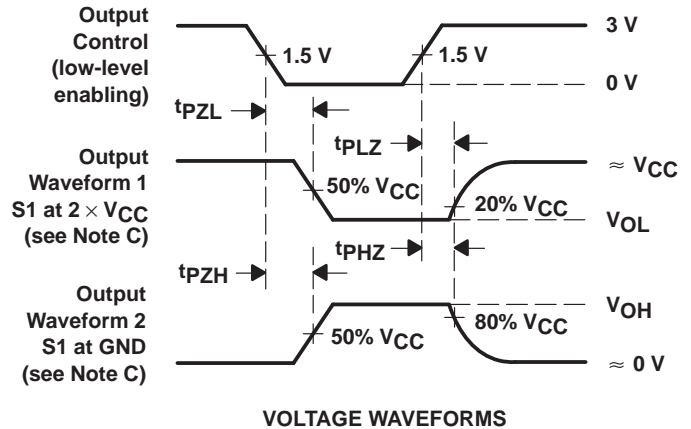 Output
Control
(low-level
enabling)
1.5 V
1.5 V
3 V
0 V
tPZL
tPLZ
Output
Waveform 1
S1 at 2 × VCC
(see Note C)
50% VCC
20% VCC
≈ VCC
VOL
tPZH
tPHZ
Output
Waveform 2
S1 at GND
(see Note C)
50% VCC
80% VCC
VOH
≈ 0 V
VOLTAGE WAVEFORMS